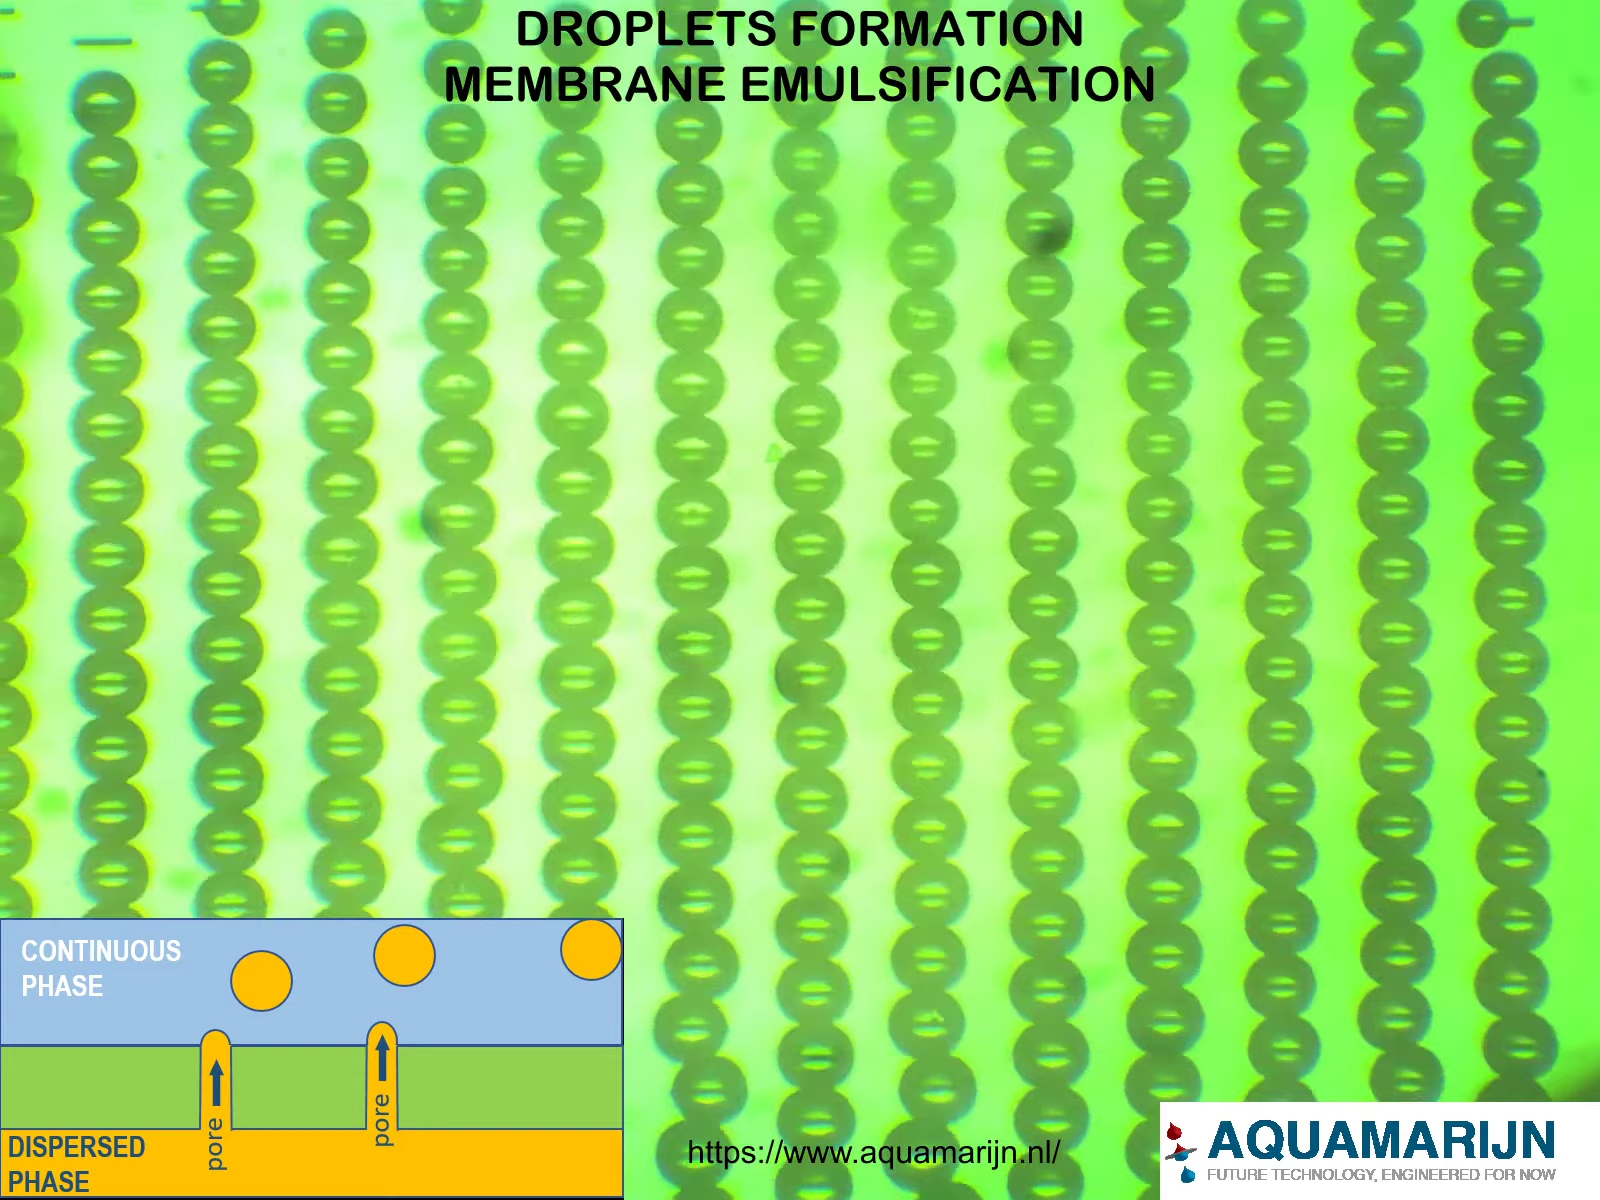 DROPLETS FORMATION
MEMBRANE EMULSIFICATION
CONTINUOUS
PHASE
pore
pore
DISPERSED
PHASE
https://www.aquamarijn.nl/
AQUAMARIJN
FUTURE TECHNOLOGY, ENGINEERED FOR NOW